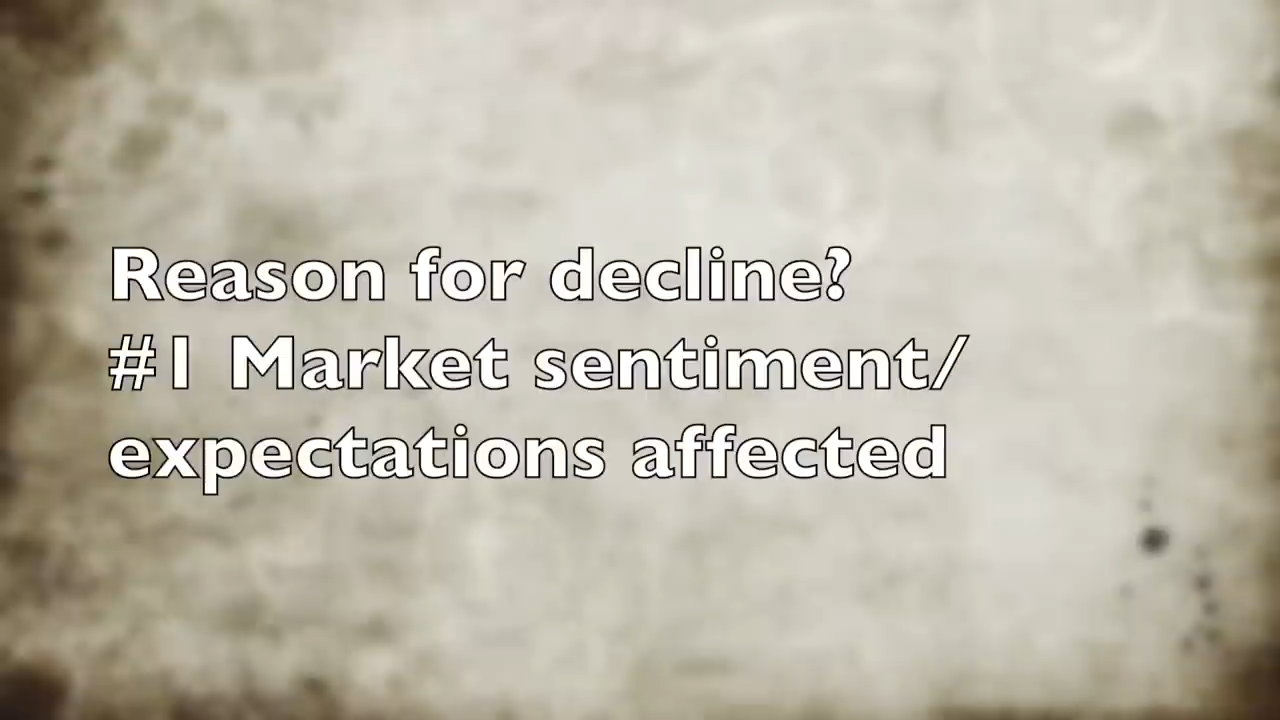 Reason for decline?
#1 Market sentiment/
expectations affected